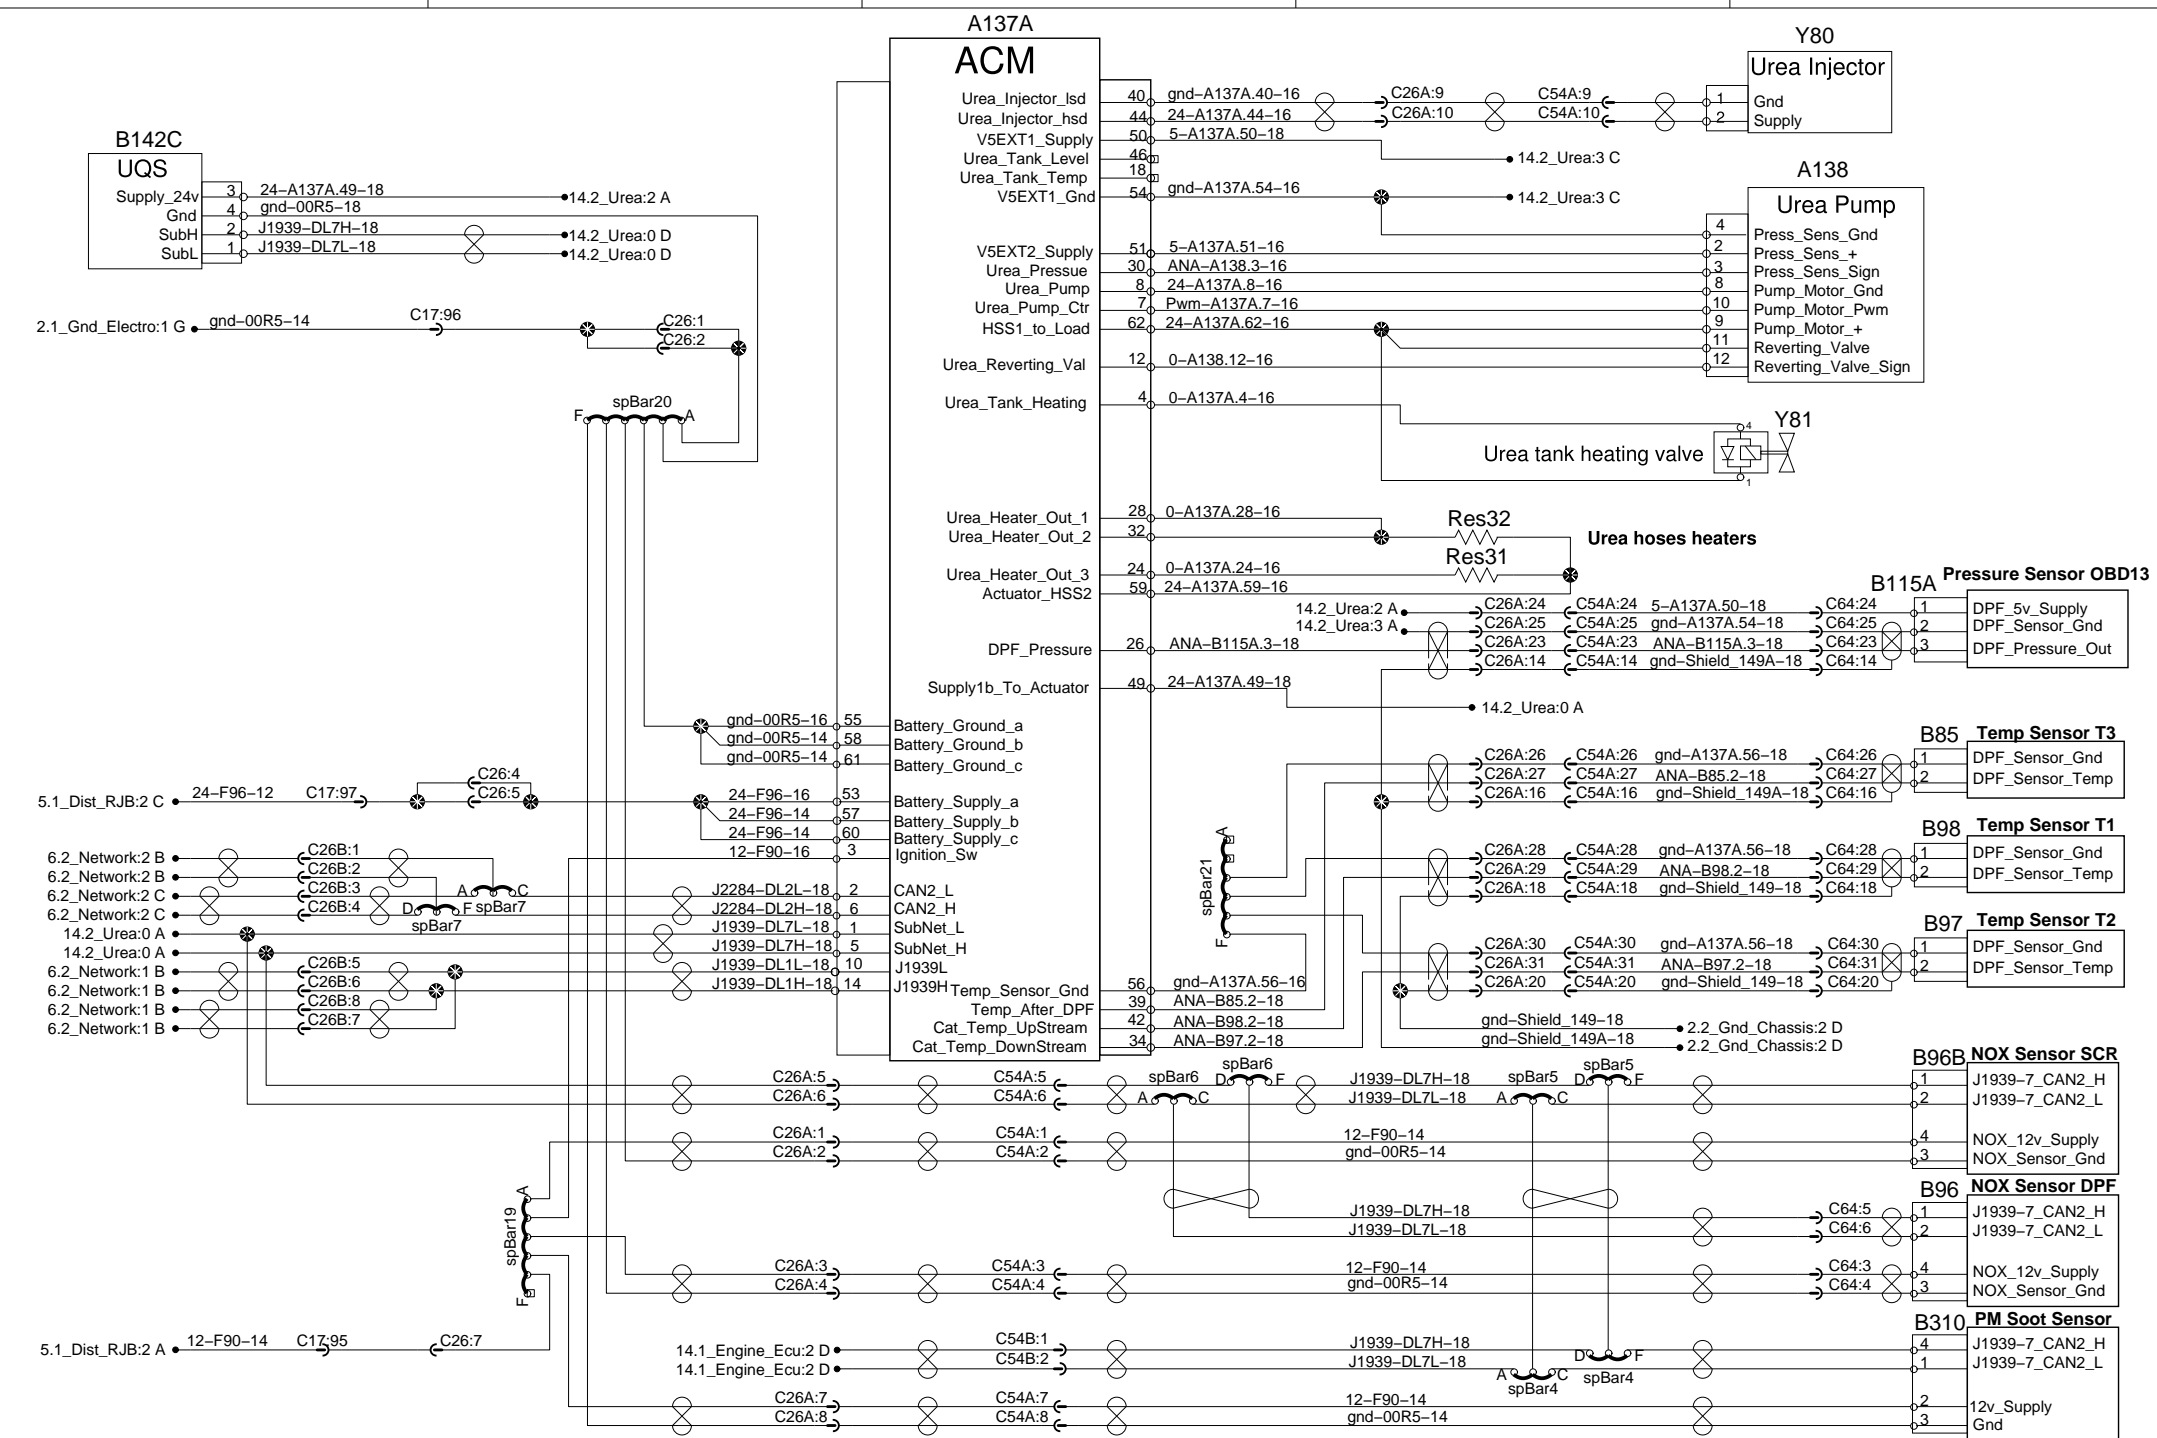 A137A
ACM
Urea_Injector_lsd 40 gnd-A137A.40-16 C26A:9 C54A:9
Urea_Injector_hsd 44 24-A137A.44-16 C26A:10 C54A:10
V5EXT1_Supply 50 5-A137A.50-18
14.2_Urea:3 C
Urea_Tank_Level 46
Urea_Tank_Temp 18
V5EXT1_Gnd 54 gnd-A137A.54-16
14.2_Urea:3 C
V5EXT2_Supply 51 5-A137A.51-16
Urea_Pressue 30 ANA-A138.3-16
Urea_Pump 8 24-A137A.8-16
Urea_Pump_Ctr 7 Pwm-A137A.7-16
HSS1_to_Load 62 24-A137A.62-16
Urea_Reverting_Val 12 0-A138.12-16
Urea_Tank_Heating 4 0-A137A.4-16
Urea_Heater_Out_1 28 0-A137A.28-16
Urea_Heater_Out_2 32
Urea_Heater_Out_3 24 0-A137A.24-16
Actuator_HSS2 59 24-A137A.59-16
DPF_Pressure 26 ANA-B115A.3-18
Supply1b_To_Actuator 49 24-A137A.49-18
14.2_Urea:0 A
Y80
Urea Injector
1 Gnd
2 Supply
A138
Urea Pump
4 Press_Sens_Gnd
2 Press_Sens_+
3 Press_Sens_Sign
8 Pump_Motor_Gnd
10 Pump_Motor_Pwm
9 Pump_Motor_+
11 Reverting_Valve
12 Reverting_Valve_Sign
Y81
Urea tank heating valve
4
1
Res32
Res31
Urea hoses heaters
B142C
UQS
Supply_24v 3 24-A137A.49-18 14.2_Urea:2 A
Gnd 4 gnd-00R5-18
SubH 2 J1939-DL7H-18 14.2_Urea:0 D
SubL 1 J1939-DL7L-18 14.2_Urea:0 D
2.1_Gnd_Electro:1 G gnd-00R5-14 C17:96 C26:1
C26:2
F spBar20 A
gnd-00R5-16 55 Battery_Ground_a
gnd-00R5-14 58 Battery_Ground_b
gnd-00R5-14 61 Battery_Ground_c
C26:4
5.1_Dist_RJB:2 C 24-F96-12 C17:97 C26:5
24-F96-16 53 Battery_Supply_a
24-F96-14 57 Battery_Supply_b
24-F96-14 60 Battery_Supply_c
12-F90-16 3 Ignition_Sw
6.2_Network:2 B C26B:1
6.2_Network:2 B C26B:2
6.2_Network:2 C C26B:3
6.2_Network:2 C C26B:4
A C spBar7
D F spBar7
14.2_Urea:0 A
14.2_Urea:0 A
6.2_Network:1 B C26B:5
6.2_Network:1 B C26B:6
6.2_Network:1 B C26B:8
6.2_Network:1 B C26B:7
J2284-DL2L-18 2 CAN2_L
J2284-DL2H-18 6 CAN2_H
J1939-DL7L-18 1 SubNet_L
J1939-DL7H-18 5 SubNet_H
J1939-DL1L-18 10 J1939L
J1939-DL1H-18 14 J1939H
Temp_Sensor_Gnd 56 gnd-A137A.56-16
Temp_After_DPF 39 ANA-B85.2-18
Cat_Temp_UpStream 42 ANA-B98.2-18
Cat_Temp_DownStream 34 ANA-B97.2-18
A spBar21 F
B115A Pressure Sensor OBD13
14.2_Urea:2 A C26A:24 C54A:24 5-A137A.50-18 C64:24 1 DPF_5v_Supply
14.2_Urea:3 A C26A:25 C54A:25 gnd-A137A.54-18 C64:25 2 DPF_Sensor_Gnd
C26A:23 C54A:23 ANA-B115A.3-18 C64:23 3 DPF_Pressure_Out
C26A:14 C54A:14 gnd-Shield_149A-18 C64:14
B85 Temp Sensor T3
C26A:26 C54A:26 gnd-A137A.56-18 C64:26 1 DPF_Sensor_Gnd
C26A:27 C54A:27 ANA-B85.2-18 C64:27 2 DPF_Sensor_Temp
C26A:16 C54A:16 gnd-Shield_149A-18 C64:16
B98 Temp Sensor T1
C26A:28 C54A:28 gnd-A137A.56-18 C64:28 1 DPF_Sensor_Gnd
C26A:29 C54A:29 ANA-B98.2-18 C64:29 2 DPF_Sensor_Temp
C26A:18 C54A:18 gnd-Shield_149-18 C64:18
B97 Temp Sensor T2
C26A:30 C54A:30 gnd-A137A.56-18 C64:30 1 DPF_Sensor_Gnd
C26A:31 C54A:31 ANA-B97.2-18 C64:31 2 DPF_Sensor_Temp
C26A:20 C54A:20 gnd-Shield_149-18 C64:20
gnd-Shield_149-18 2.2_Gnd_Chassis:2 D
gnd-Shield_149A-18 2.2_Gnd_Chassis:2 D
B96B NOX Sensor SCR
C26A:5 C54A:5 spBar6 D spBar6 F J1939-DL7H-18 spBar5 D spBar5 F 1 J1939-7_CAN2_H
C26A:6 C54A:6 A C J1939-DL7L-18 A C 2 J1939-7_CAN2_L
C26A:1 C54A:1 12-F90-14 4 NOX_12v_Supply
C26A:2 C54A:2 gnd-00R5-14 3 NOX_Sensor_Gnd
A spBar19 F
B96 NOX Sensor DPF
J1939-DL7H-18 C64:5 1 J1939-7_CAN2_H
J1939-DL7L-18 C64:6 2 J1939-7_CAN2_L
C26A:3 C54A:3 12-F90-14 C64:3 4 NOX_12v_Supply
C26A:4 C54A:4 gnd-00R5-14 C64:4 3 NOX_Sensor_Gnd
5.1_Dist_RJB:2 A 12-F90-14 C17:95 C26:7
B310 PM Soot Sensor
14.1_Engine_Ecu:2 D C54B:1 J1939-DL7H-18 D F spBar4 4 J1939-7_CAN2_H
14.1_Engine_Ecu:2 D C54B:2 J1939-DL7L-18 A C spBar4 1 J1939-7_CAN2_L
C26A:7 C54A:7 12-F90-14 2 12v_Supply
C26A:8 C54A:8 gnd-00R5-14 3 Gnd